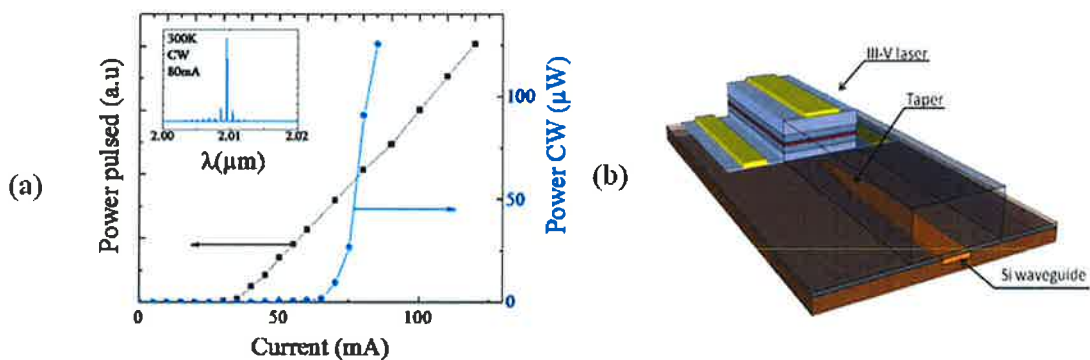 (a)
Power pulsed (a.u)
300K
CW
80mA
2.00 2.01 2.02
λ(μm)
0 50 100
Current (mA)
100
50
0
Power CW (μW)
(b)
III-V laser
Taper
Si waveguide